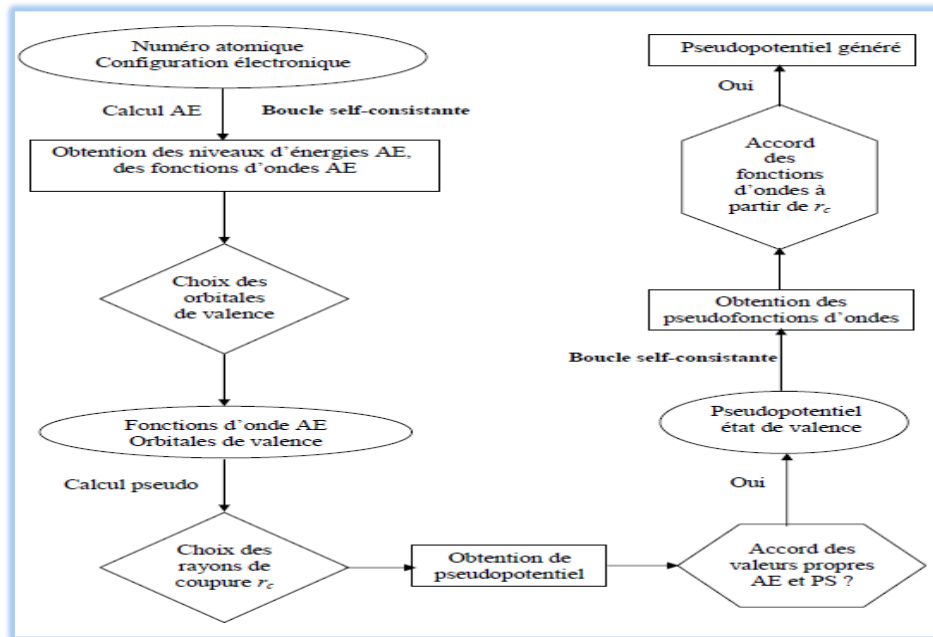 Numéro atomique
Configuration électronique
Calcul AE
Boucle self-consistante
Obtention des niveaux d'énergies AE,
des fonctions d'ondes AE
Choix des
orbitales
de valence
Fonctions d'onde AE
Orbitales de valence
Calcul pseudo
Choix des
rayons de
coupure r_c
Obtention de
pseudopotentiel
Accord des
valeurs propres
AE et PS ?
Oui
Pseudopotentiel
état de valence
Boucle self-consistante
Obtention des
pseudofonctions d'ondes
Accord
des
fonctions
d'ondes à
partir de r_c
Oui
Pseudopotentiel généré